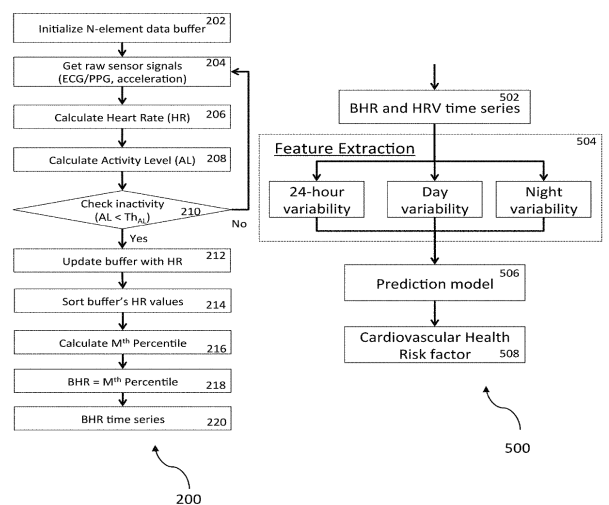 Initialize N-element data buffer
202
Get raw sensor signals
204
(ECG/PPG, acceleration)
Calculate Heart Rate (HR)
206
Calculate Activity Level (AL)
208
Check inactivity
210
(AL < ThAL)
No
Yes
Update buffer with HR
212
Sort buffer's HR values
214
Calculate Mth Percentile
216
BHR = Mth Percentile
218
BHR time series
220
200
BHR and HRV time series
502
504
Feature Extraction
24-hour
variability
Day
variability
Night
variability
Prediction model
506
Cardiovascular Health
Risk factor
508
500